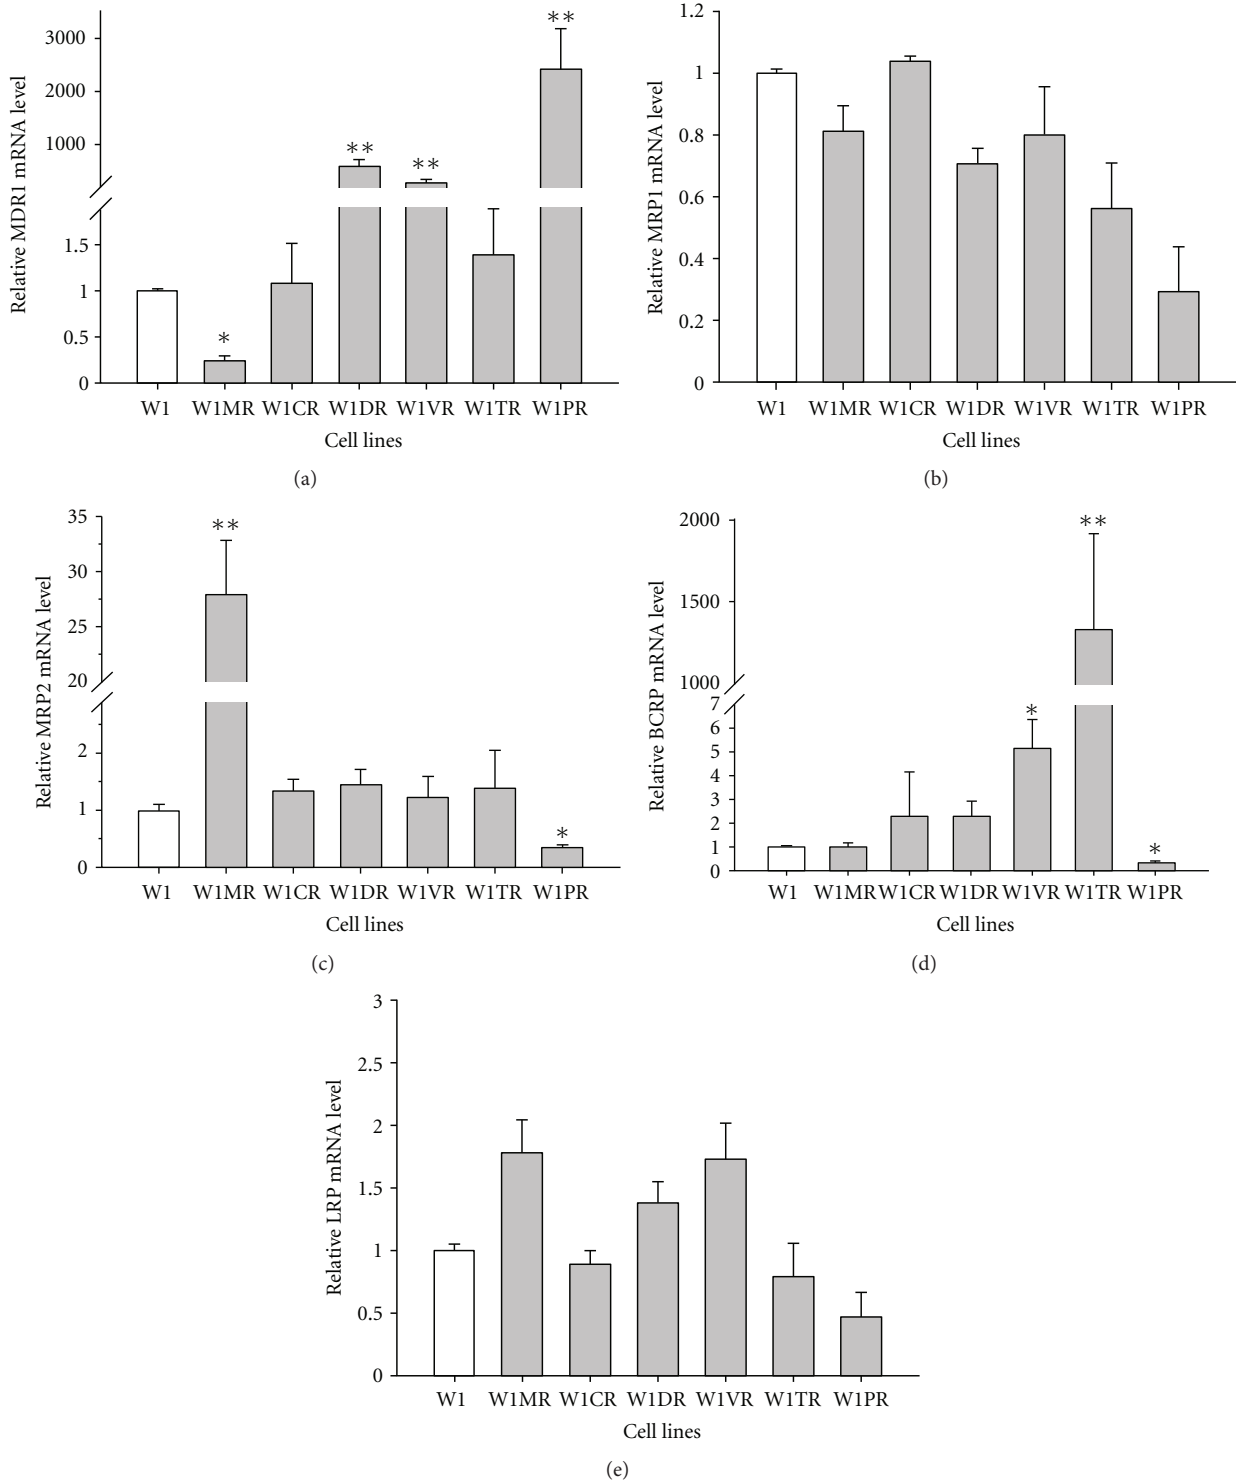 Relative MDR1 mRNA level
3000
2000
1000
1.5
1
0.5
0
**
**
**
*
W1 W1MR W1CR W1DR W1VR W1TR W1PR
Cell lines
(a)
Relative MRP1 mRNA level
1.2
1
0.8
0.6
0.4
0.2
0
W1 W1MR W1CR W1DR W1VR W1TR W1PR
Cell lines
(b)
Relative MRP2 mRNA level
35
30
25
20
2
1
0
**
*
W1 W1MR W1CR W1DR W1VR W1TR W1PR
Cell lines
(c)
Relative BCRP mRNA level
2000
1500
1000
7
6
5
4
3
2
1
0
**
*
*
W1 W1MR W1CR W1DR W1VR W1TR W1PR
Cell lines
(d)
Relative LRP mRNA level
3
2.5
2
1.5
1
0.5
0
W1 W1MR W1CR W1DR W1VR W1TR W1PR
Cell lines
(e)